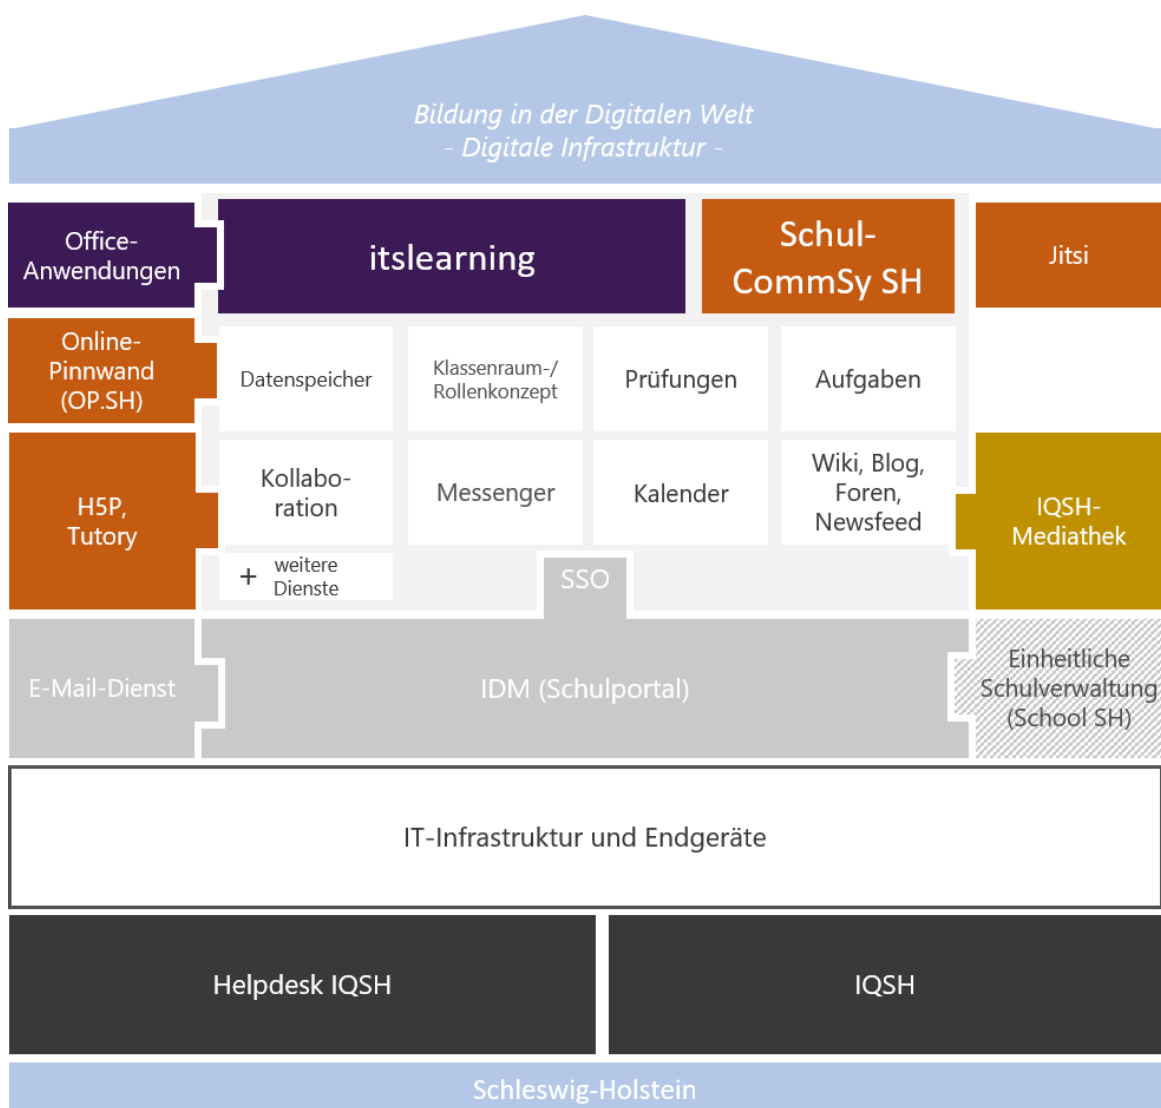 Bildung in der Digitalen Welt
- Digitale Infrastruktur -
Office-
Anwendungen
itslearning
Schul-
CommSy SH
Jitsi
Online-
Pinnwand
(OP.SH)
Datenspeicher
Klassenraum-/
Rollenkonzept
Prüfungen
Aufgaben
H5P,
Tutory
Kollabo-
ration
Messenger
Kalender
Wiki, Blog,
Foren,
Newsfeed
IQSH-
Mediathek
+ weitere
Dienste
SSO
E-Mail-Dienst
IDM (Schulportal)
Einheitliche
Schulverwaltung
(School SH)
IT-Infrastruktur und Endgeräte
Helpdesk IQSH
IQSH
Schleswig-Holstein